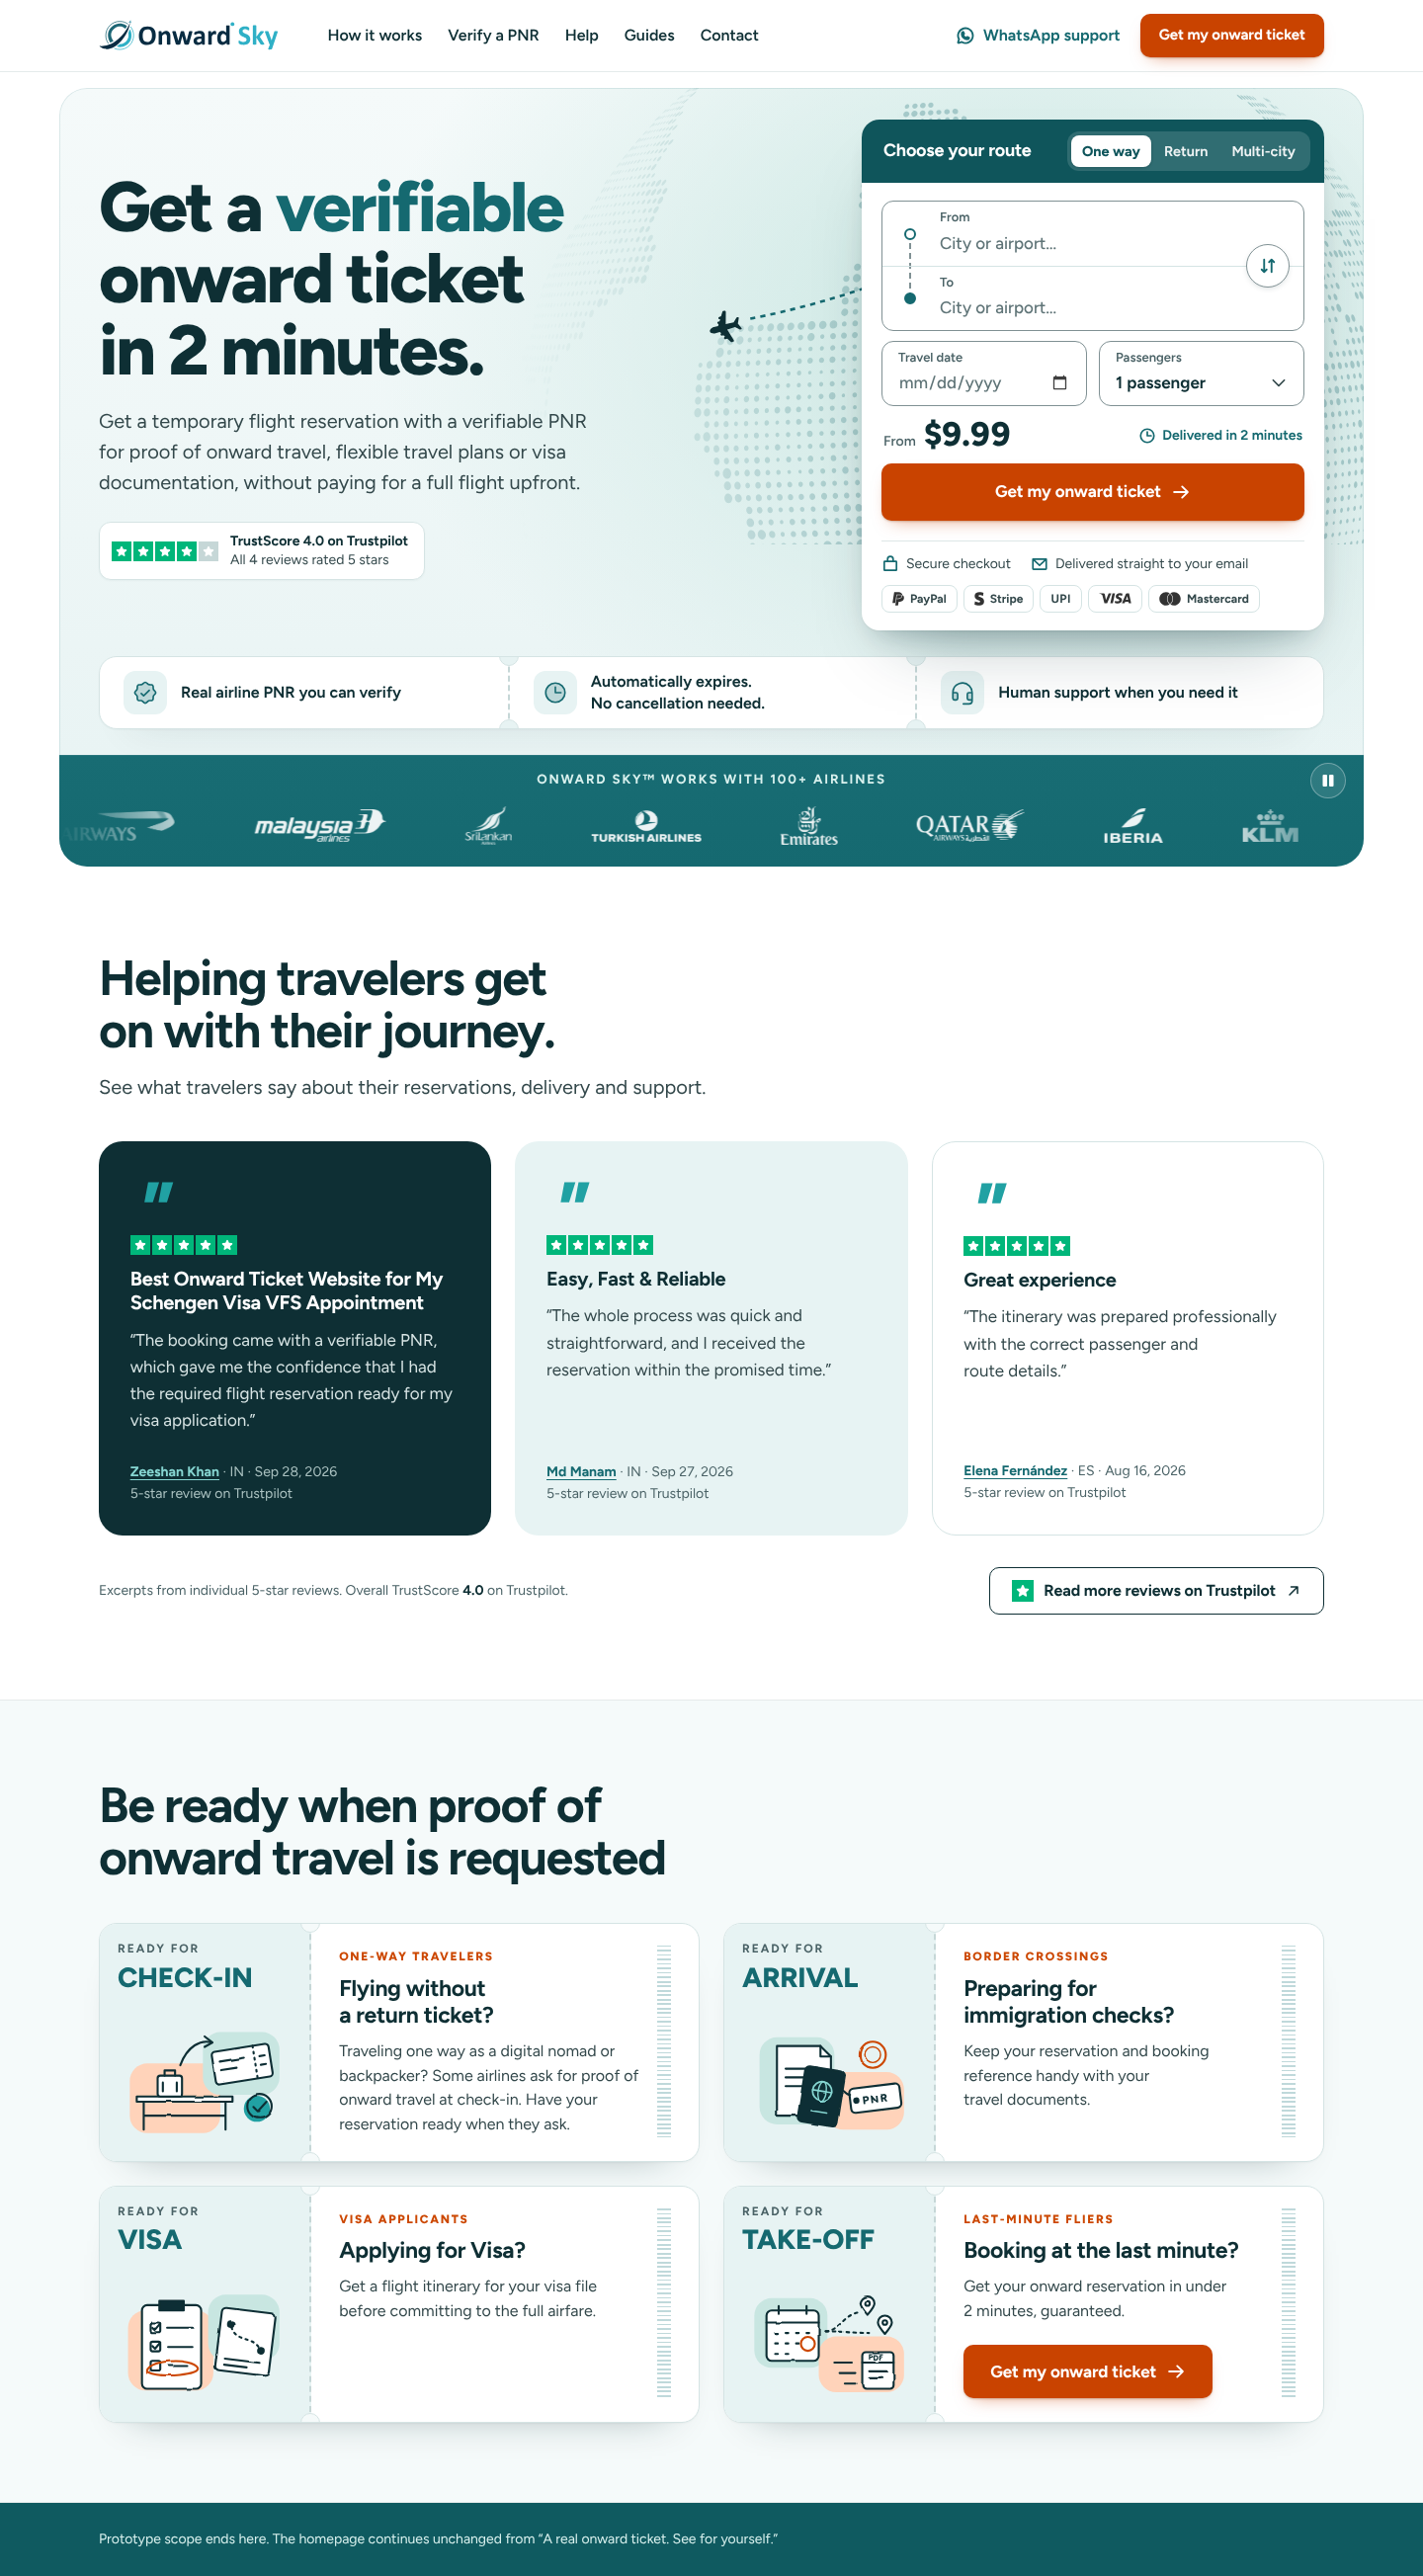 Onward Sky
How it works
Verify a PNR
Help
Guides
Contact
WhatsApp support
Get my onward ticket
Get a verifiable
onward ticket
in 2 minutes.
Get a temporary flight reservation with a verifiable PNR
for proof of onward travel, flexible travel plans or visa
documentation, without paying for a full flight upfront.
TrustScore 4.0 on Trustpilot
All 4 reviews rated 5 stars
Choose your route
One way
Return
Multi-city
From
City or airport...
To
City or airport...
Travel date
mm/dd/yyyy
Passengers
1 passenger
From $9.99
Delivered in 2 minutes
Get my onward ticket →
Secure checkout
Delivered straight to your email
PayPal
Stripe
UPI
VISA
Mastercard
Real airline PNR you can verify
Automatically expires.
No cancellation needed.
Human support when you need it
ONWARD SKY™ WORKS WITH 100+ AIRLINES
AIRWAYS
malaysia
airlines
SriLankan
TURKISH AIRLINES
Emirates
QATAR
AIRWAYS القطرية
IBERIA
KLM
Helping travelers get
on with their journey.
See what travelers say about their reservations, delivery and support.
Best Onward Ticket Website for My
Schengen Visa VFS Appointment
“The booking came with a verifiable PNR,
which gave me the confidence that I had
the required flight reservation ready for my
visa application.”
Zeeshan Khan · IN · Sep 28, 2026
5-star review on Trustpilot
Easy, Fast & Reliable
“The whole process was quick and
straightforward, and I received the
reservation within the promised time.”
Md Manam · IN · Sep 27, 2026
5-star review on Trustpilot
Great experience
“The itinerary was prepared professionally
with the correct passenger and
route details.”
Elena Fernández · ES · Aug 16, 2026
5-star review on Trustpilot
Excerpts from individual 5-star reviews. Overall TrustScore 4.0 on Trustpilot.
Read more reviews on Trustpilot ↗
Be ready when proof of
onward travel is requested
READY FOR
CHECK-IN
ONE-WAY TRAVELERS
Flying without
a return ticket?
Traveling one way as a digital nomad or
backpacker? Some airlines ask for proof of
onward travel at check-in. Have your
reservation ready when they ask.
READY FOR
ARRIVAL
PNR
BORDER CROSSINGS
Preparing for
immigration checks?
Keep your reservation and booking
reference handy with your
travel documents.
READY FOR
VISA
VISA APPLICANTS
Applying for Visa?
Get a flight itinerary for your visa file
before committing to the full airfare.
READY FOR
TAKE-OFF
PDF
LAST-MINUTE FLIERS
Booking at the last minute?
Get your onward reservation in under
2 minutes, guaranteed.
Get my onward ticket →
Prototype scope ends here. The homepage continues unchanged from “A real onward ticket. See for yourself.”